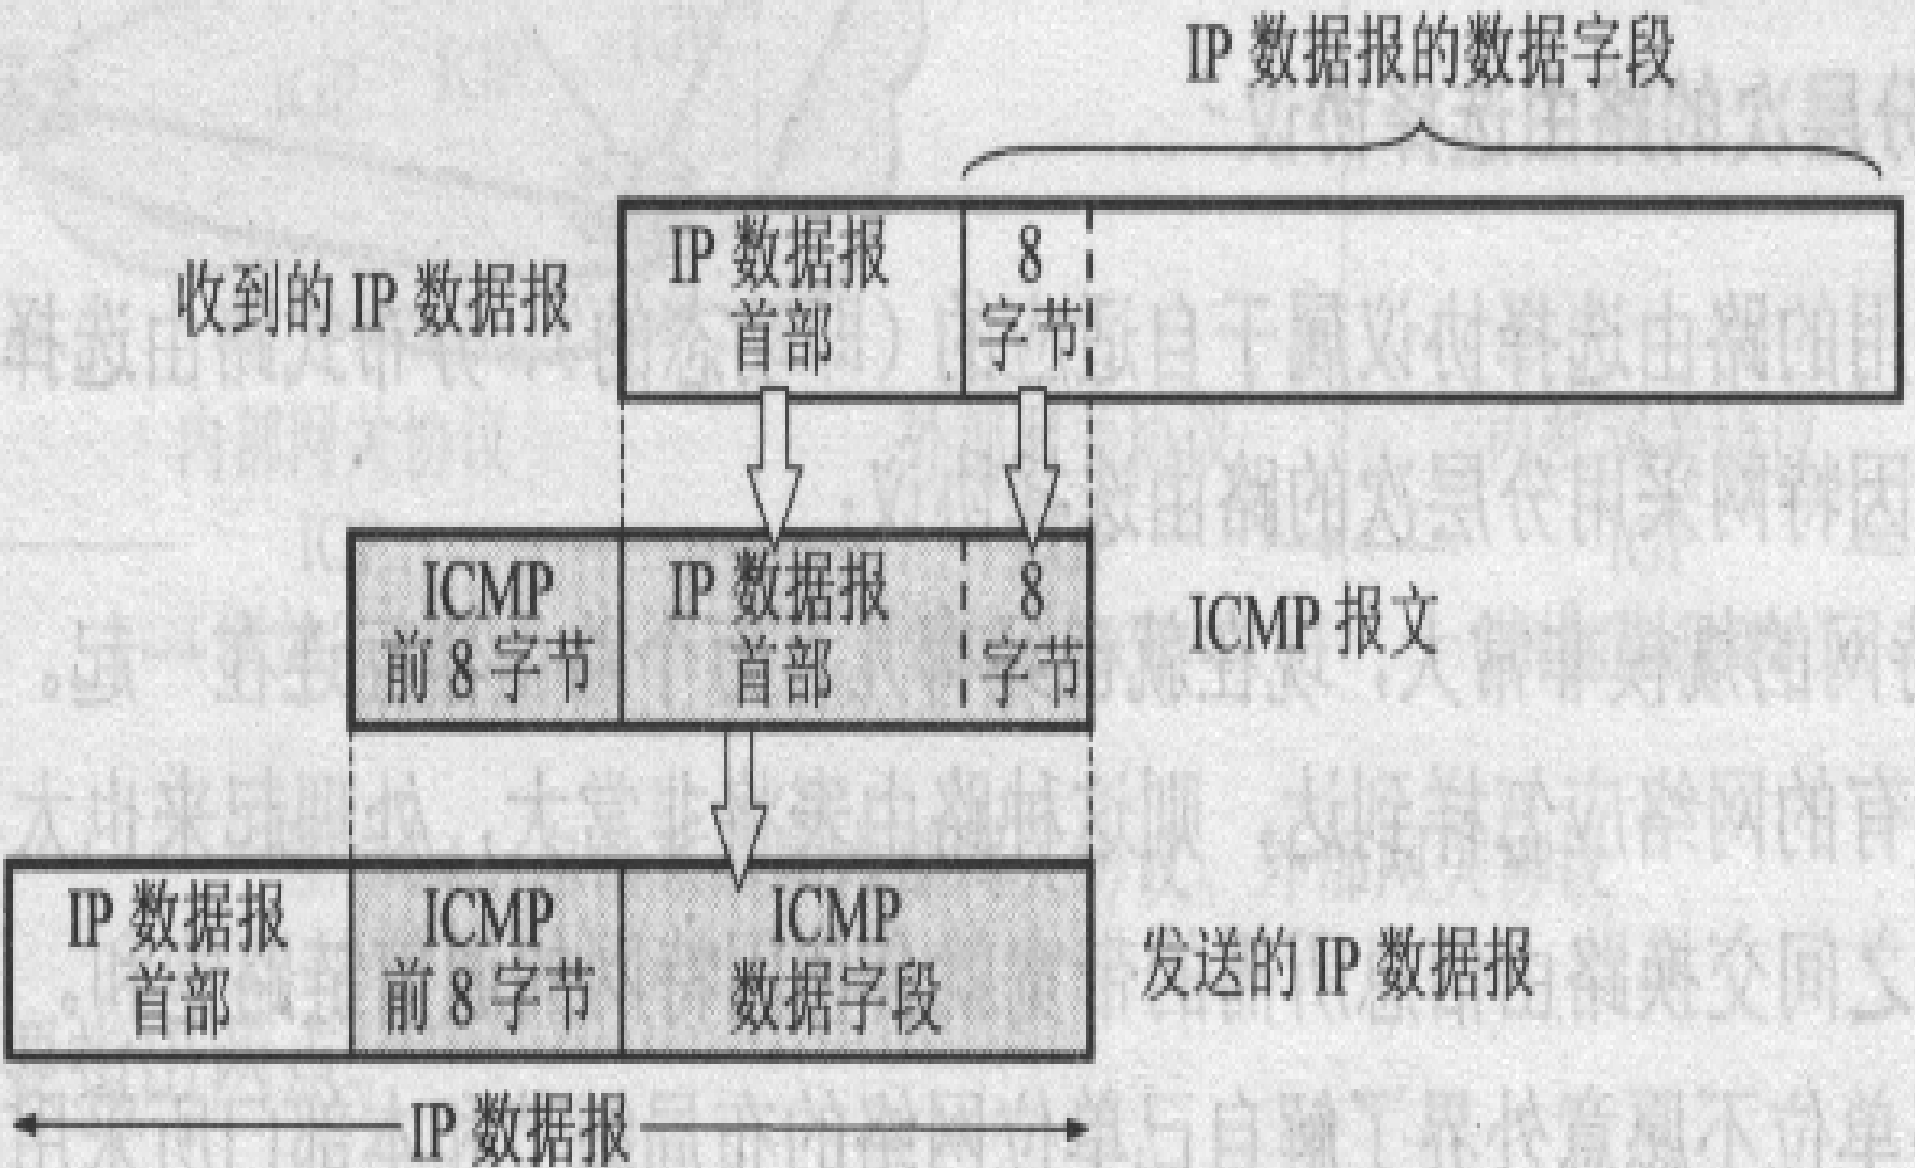 IP 数据报的数据字段
收到的 IP 数据报
IP 数据报
首部
8
字节
ICMP
前 8 字节
IP 数据报
首部
8
字节
ICMP 报文
IP 数据报
首部
ICMP
前 8 字节
ICMP
数据字段
发送的 IP 数据报
IP 数据报